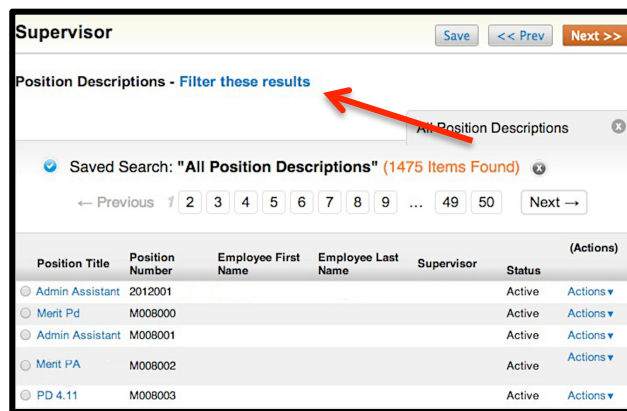 Supervisor
Save << Prev Next >>
Position Descriptions - Filter these results
All Position Descriptions
Saved Search: "All Position Descriptions" (1475 Items Found)
← Previous 1 2 3 4 5 6 7 8 9 ... 49 50 Next →
Position Title Position Number Employee First Name Employee Last Name Supervisor Status (Actions)
Admin Assistant 2012001 Active Actions ▾
Merit Pd M008000 Active Actions ▾
Admin Assistant M008001 Active Actions ▾
Merit PA M008002 Active Actions ▾
PD 4.11 M008003 Active Actions ▾